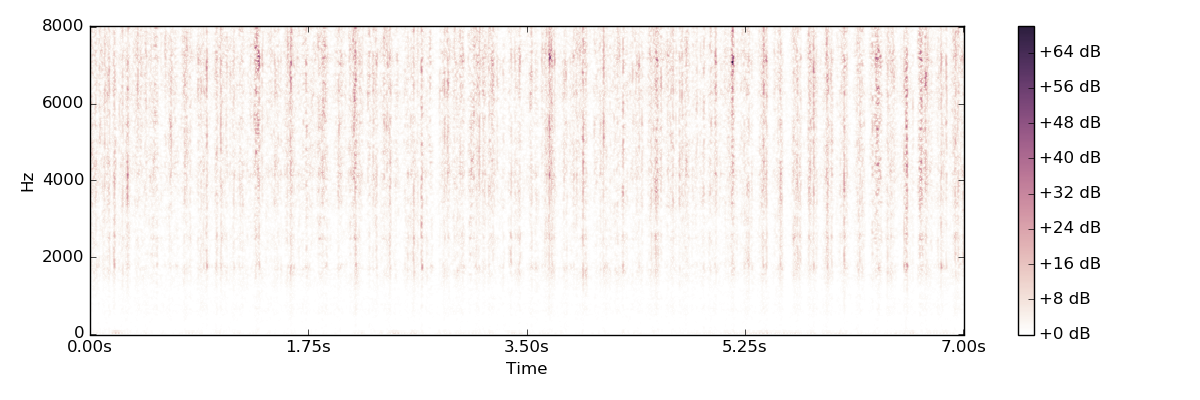 8000
6000
4000
2000
0
Hz
0.00s 1.75s 3.50s 5.25s 7.00s
Time
+64 dB
+56 dB
+48 dB
+40 dB
+32 dB
+24 dB
+16 dB
+8 dB
+0 dB